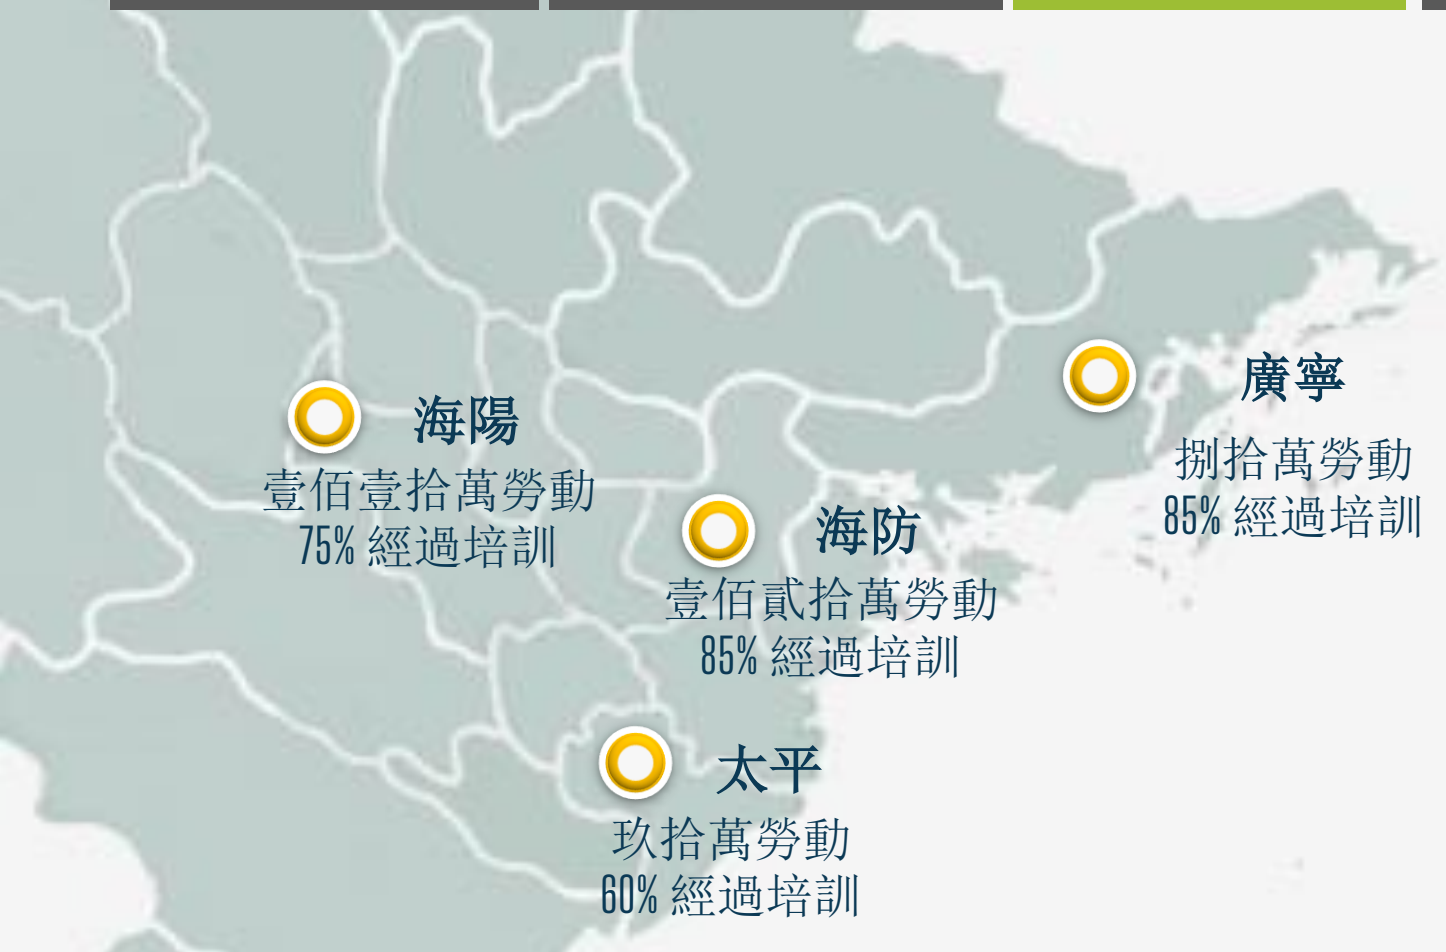 海陽
壹佰壹拾萬勞動
75% 經過培訓
海防
壹佰貳拾萬勞動
85% 經過培訓
廣寧
捌拾萬勞動
85% 經過培訓
太平
玖拾萬勞動
60% 經過培訓